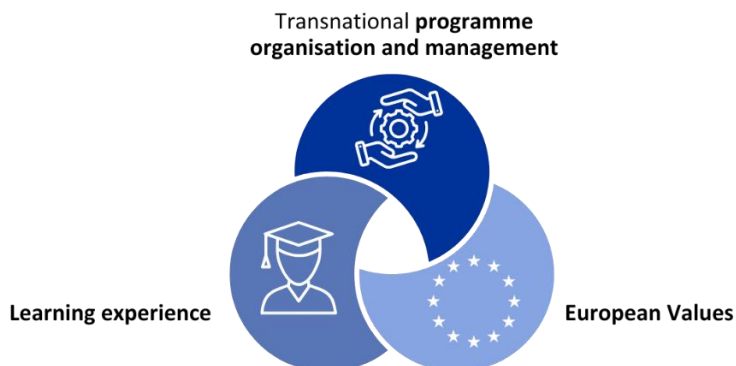 Transnational programme
organisation and management
Learning experience
European Values